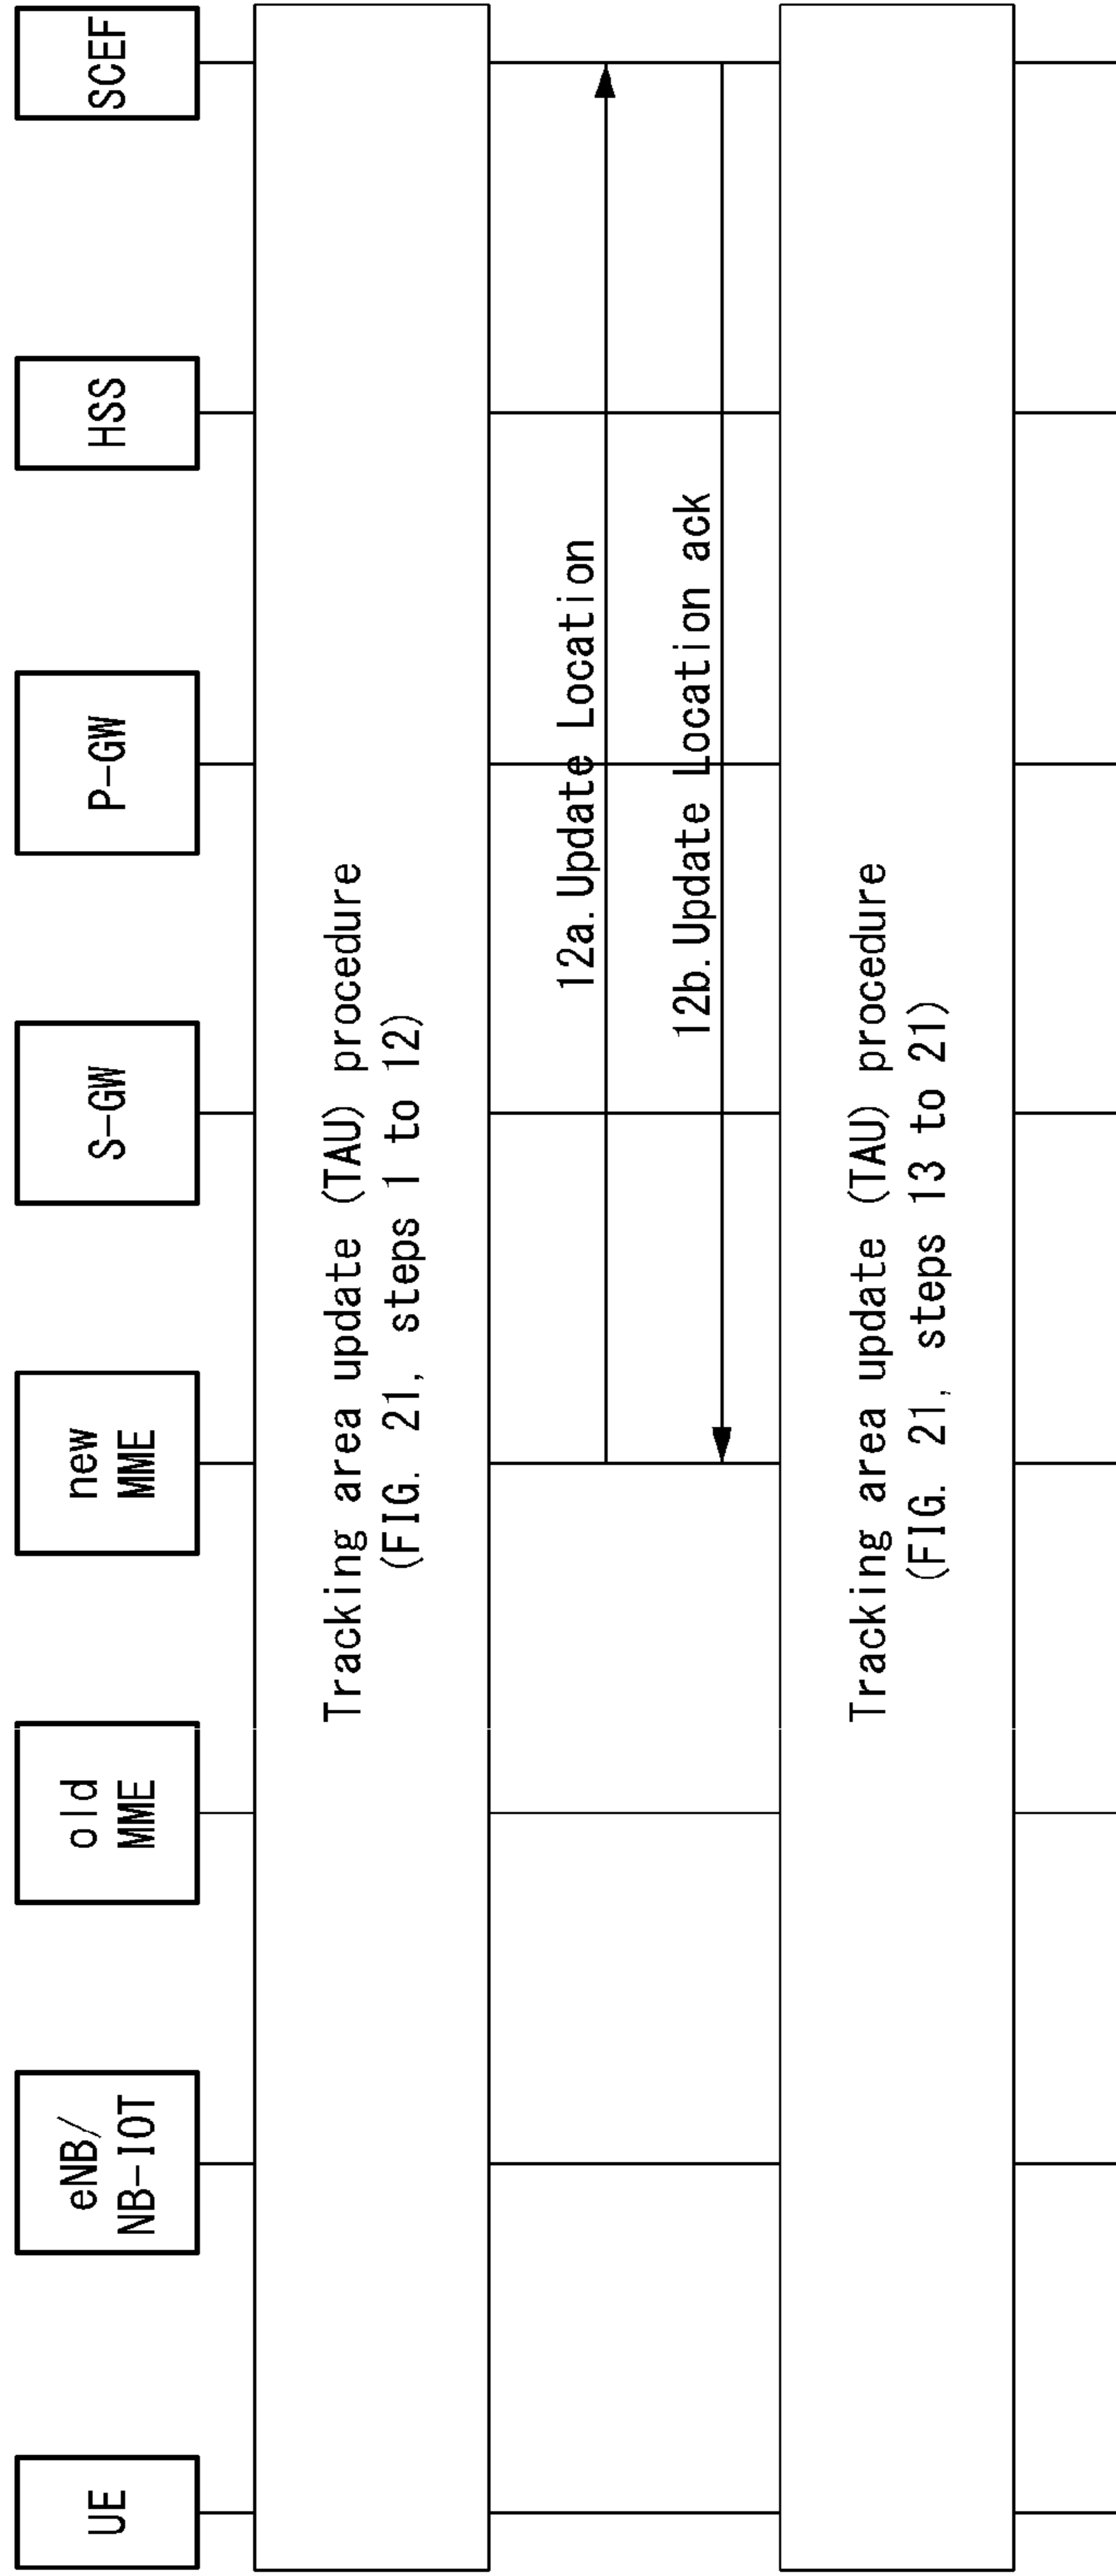 UE
eNB/
NB-IOT
old
MME
new
MME
S-GW
P-GW
HSS
SCEF
Tracking area update (TAU) procedure
(FIG. 21, steps 1 to 12)
12a. Update Location
12b. Update Location ack
Tracking area update (TAU) procedure
(FIG. 21, steps 13 to 21)